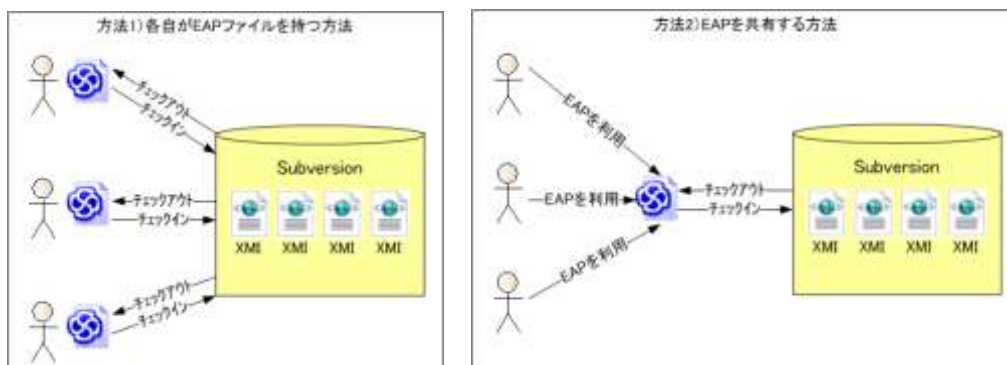 方法1)各自がEAPファイルを持つ方法
チェックアウト
チェックイン
チェックアウト
チェックイン
チェックアウト
チェックイン
Subversion
XMI XMI XMI XMI
方法2)EAPを共有する方法
EAPを利用
EAPを利用
EAPを利用
チェックアウト
チェックイン
Subversion
XMI XMI XMI XMI